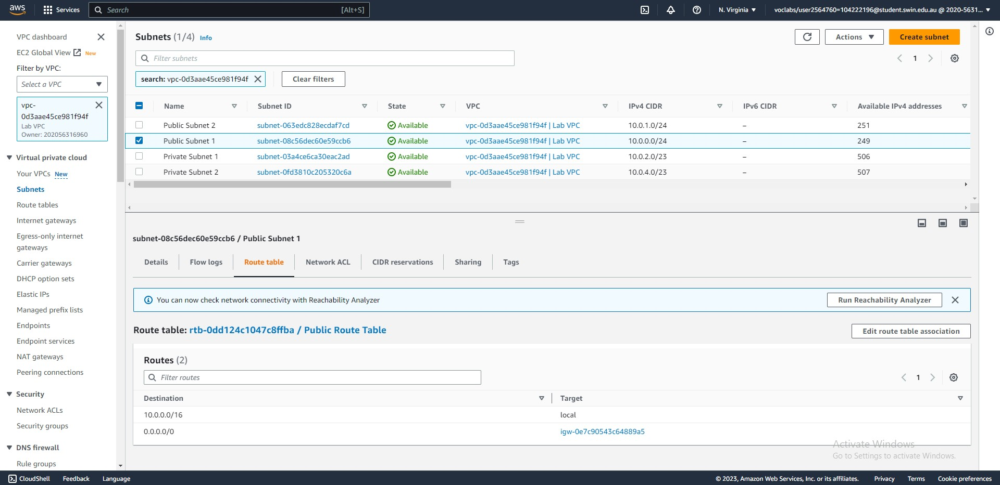 aws Services Search [Alt+S] N. Virginia voclabs/user2564760=104222196@student.swin.edu.au @ 2020-5631...
VPC dashboard
EC2 Global View New
Filter by VPC:
Select a VPC
vpc-
0d3aae45ce981f94f
Lab VPC
Owner: 202056316960
Virtual private cloud
Your VPCs New
Subnets
Route tables
Internet gateways
Egress-only internet
gateways
Carrier gateways
DHCP option sets
Elastic IPs
Managed prefix lists
Endpoints
Endpoint services
NAT gateways
Peering connections
Security
Network ACLs
Security groups
DNS firewall
Rule groups
Subnets (1/4) Info
Actions Create subnet
Filter subnets
1
search: vpc-0d3aae45ce981f94f Clear filters
Name Subnet ID State VPC IPv4 CIDR IPv6 CIDR Available IPv4 addresses
Public Subnet 2 subnet-063edc828ecdaf7cd Available vpc-0d3aae45ce981f94f | Lab VPC 10.0.1.0/24 – 251
Public Subnet 1 subnet-08c56dec60e59ccb6 Available vpc-0d3aae45ce981f94f | Lab VPC 10.0.0.0/24 – 249
Private Subnet 1 subnet-03a4ce6ca30eac2ad Available vpc-0d3aae45ce981f94f | Lab VPC 10.0.2.0/23 – 506
Private Subnet 2 subnet-0fd3810c205320c6a Available vpc-0d3aae45ce981f94f | Lab VPC 10.0.4.0/23 – 507
subnet-08c56dec60e59ccb6 / Public Subnet 1
Details Flow logs Route table Network ACL CIDR reservations Sharing Tags
You can now check network connectivity with Reachability Analyzer Run Reachability Analyzer
Route table: rtb-0dd124c1047c8ffba / Public Route Table Edit route table association
Routes (2)
Filter routes 1
Destination Target
10.0.0.0/16 local
0.0.0.0/0 igw-0e7c90543c64889a5
Activate Windows
Go to Settings to activate Windows.
CloudShell Feedback Language © 2023, Amazon Web Services, Inc. or its affiliates. Privacy Terms Cookie preferences